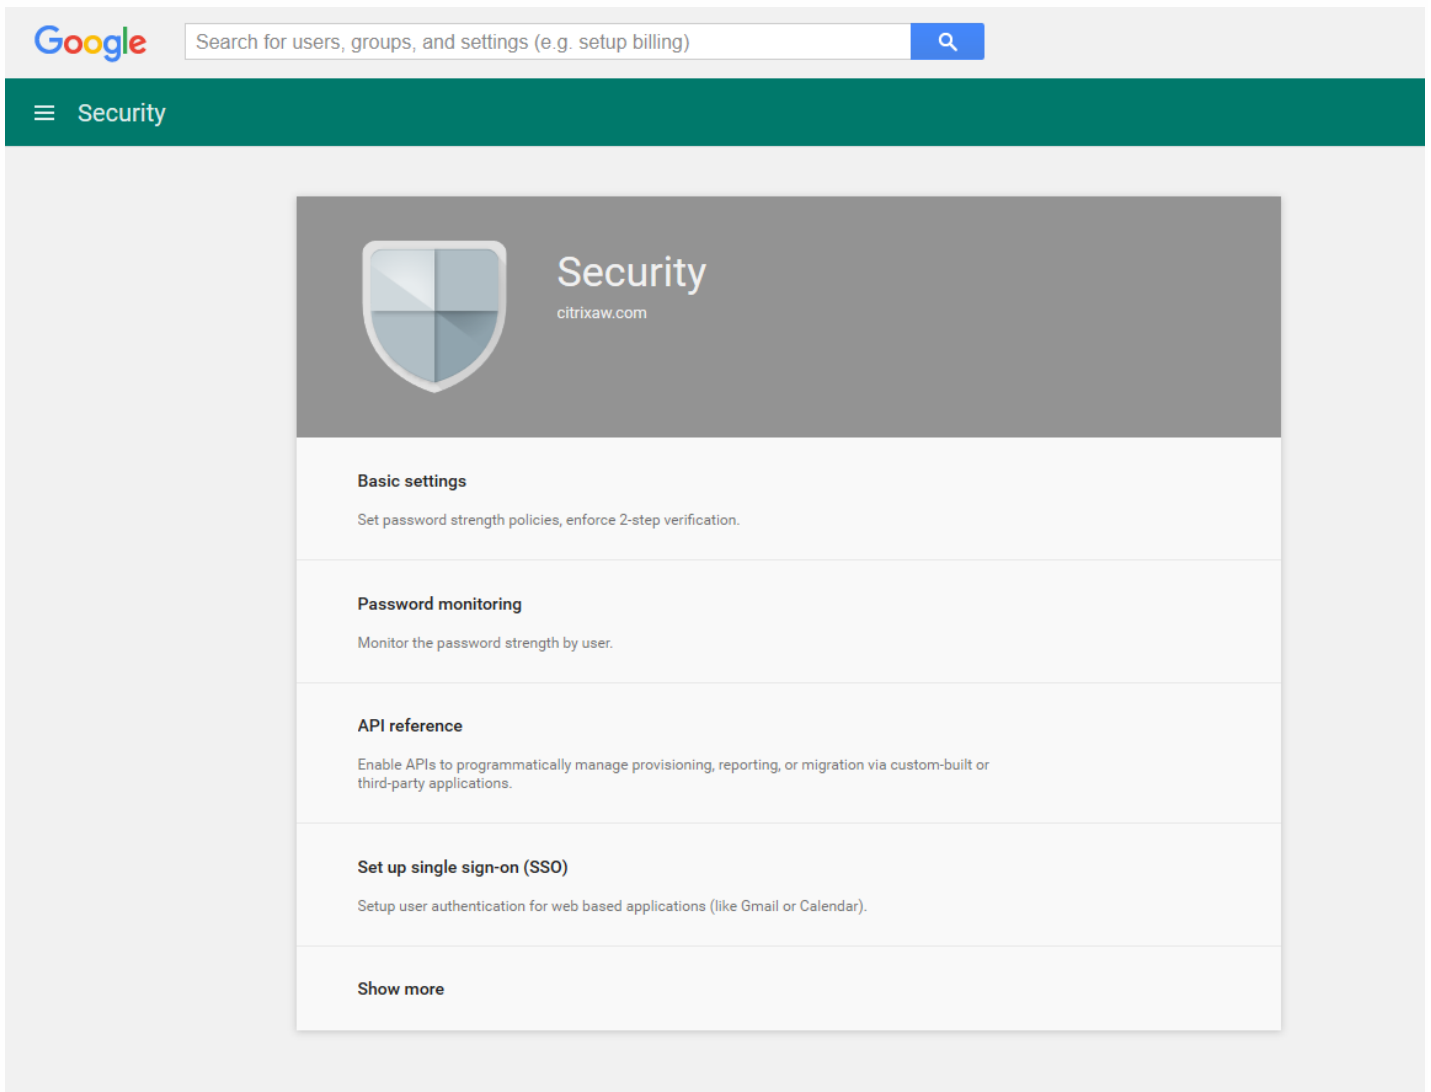 Google
Search for users, groups, and settings (e.g. setup billing)
Security
Security
citrixaw.com
Basic settings
Set password strength policies, enforce 2-step verification.
Password monitoring
Monitor the password strength by user.
API reference
Enable APIs to programmatically manage provisioning, reporting, or migration via custom-built or
third-party applications.
Set up single sign-on (SSO)
Setup user authentication for web based applications (like Gmail or Calendar).
Show more